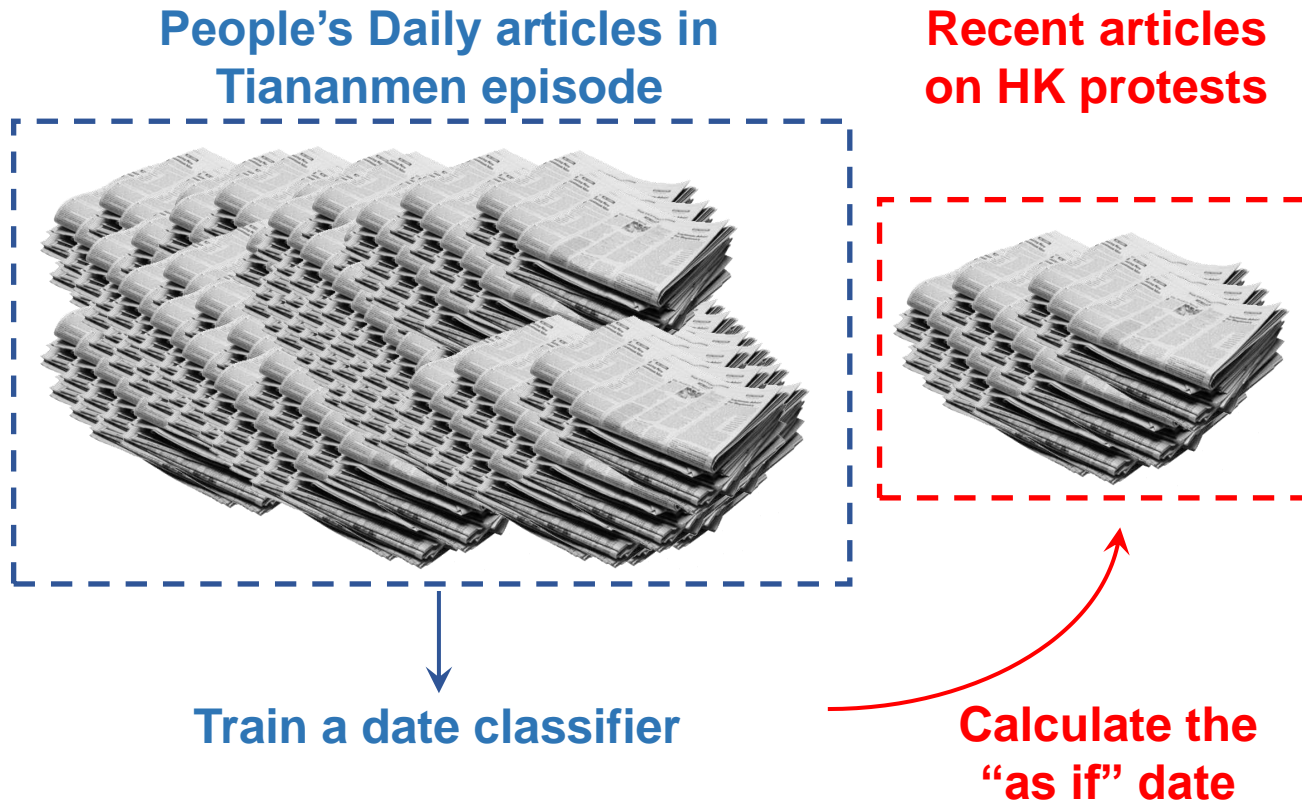 People’s Daily articles in
Tiananmen episode
Recent articles
on HK protests
Train a date classifier
Calculate the
“as if” date